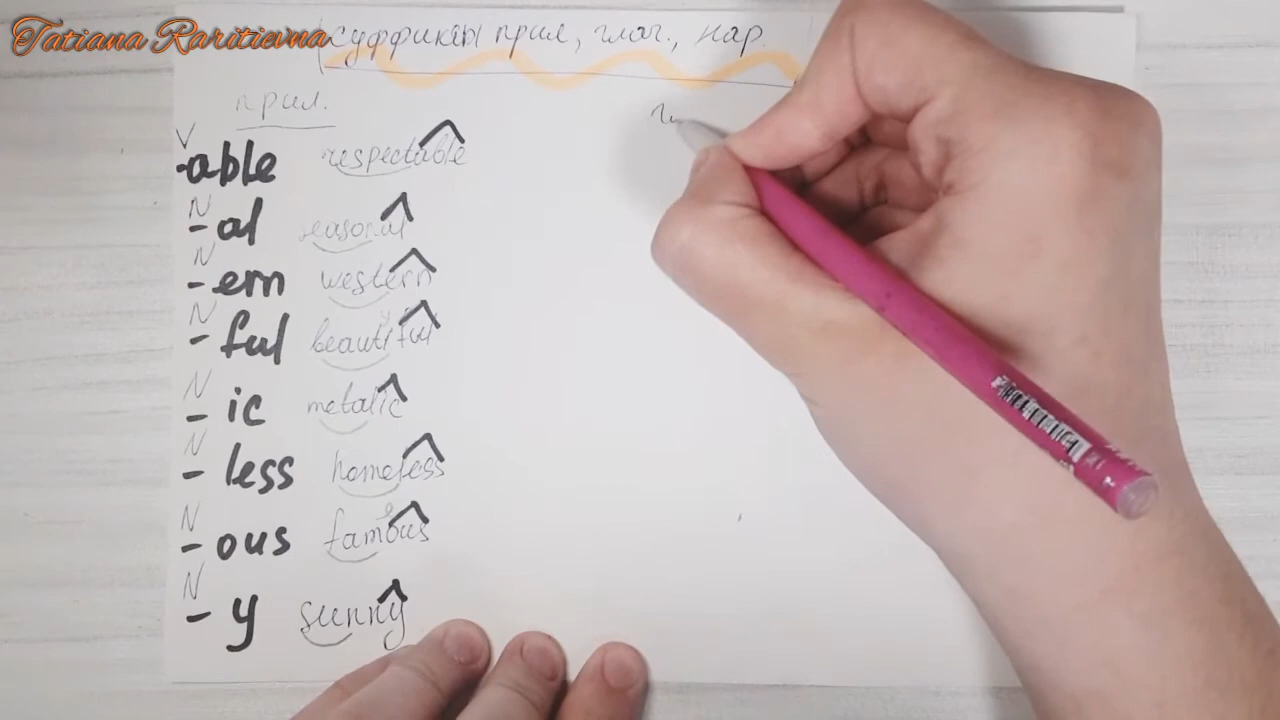 Tatiana Raritievna
суффиксы прил., глаг., нар.
прил.
V
-able respectable
N
-al seasonal
N
-ern western
N
y
-ful beautiful
N
-ic metalic
N
-less homeless
N
e
-ous famous
N
-y sunny